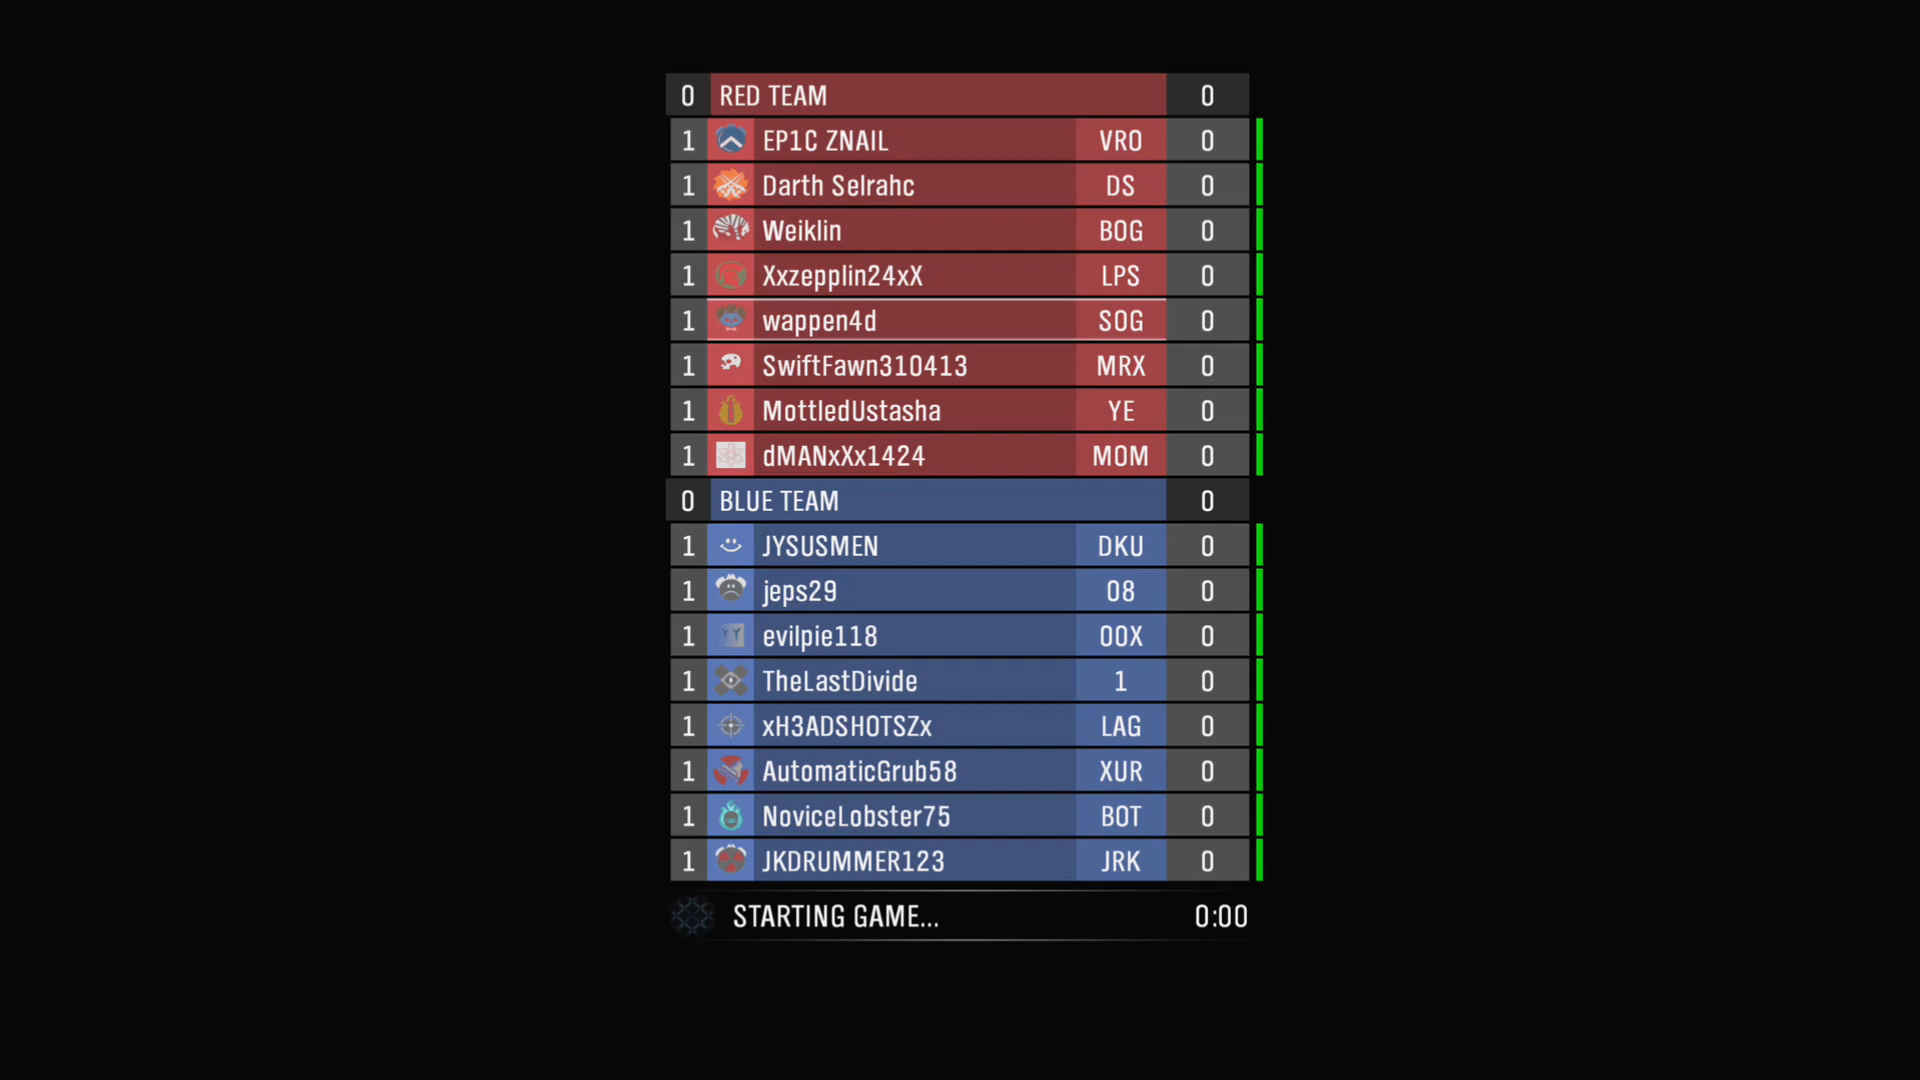 0 RED TEAM 0
1 EP1C ZNAIL VRO 0
1 Darth Selrahc DS 0
1 Weiklin BOG 0
1 Xxzepplin24xX LPS 0
1 wappen4d SOG 0
1 SwiftFawn310413 MRX 0
1 MottledUstasha YE 0
1 dMANxXx1424 MOM 0
0 BLUE TEAM 0
1 JYSUSMEN DKU 0
1 jeps29 08 0
1 evilpie118 OOX 0
1 TheLastDivide 1 0
1 xH3ADSHOTSZx LAG 0
1 AutomaticGrub58 XUR 0
1 NoviceLobster75 BOT 0
1 JKDRUMMER123 JRK 0
STARTING GAME... 0:00